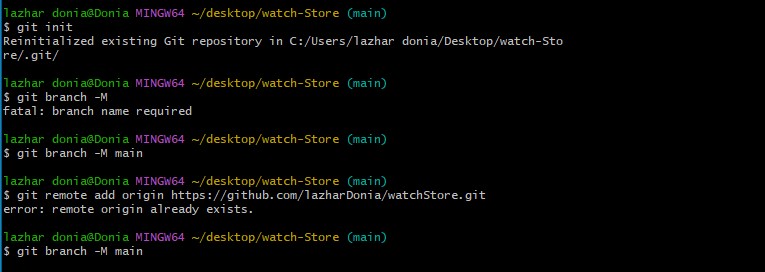 lazhar donia@Donia MINGW64 ~/desktop/watch-Store (main)
$ git init
Reinitialized existing Git repository in C:/Users/lazhar donia/Desktop/watch-Sto
re/.git/
lazhar donia@Donia MINGW64 ~/desktop/watch-Store (main)
$ git branch -M
fatal: branch name required
lazhar donia@Donia MINGW64 ~/desktop/watch-Store (main)
$ git branch -M main
lazhar donia@Donia MINGW64 ~/desktop/watch-Store (main)
$ git remote add origin https://github.com/lazharDonia/watchStore.git
error: remote origin already exists.
lazhar donia@Donia MINGW64 ~/desktop/watch-Store (main)
$ git branch -M main